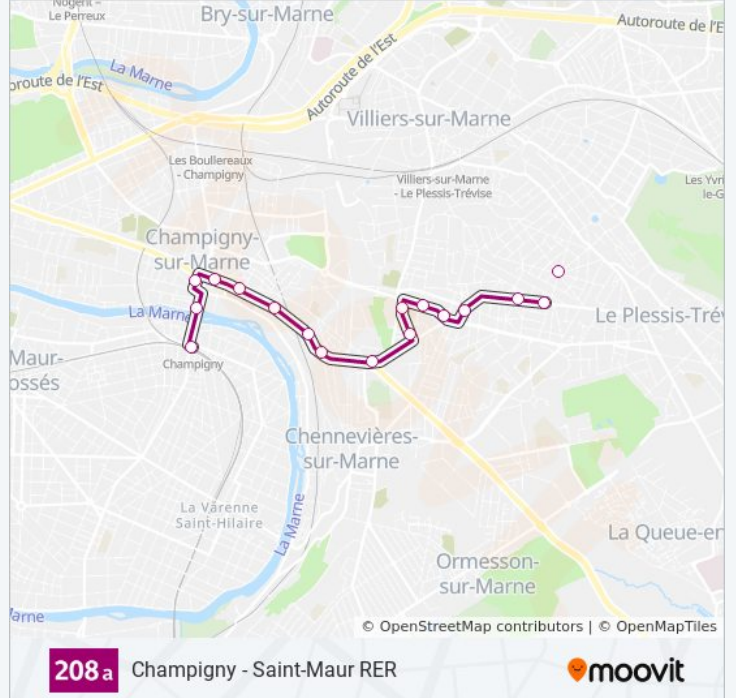 Nogent –
Le Perreux
Bry-sur-Marne
Autoroute de l'E
La Marne
oroute de l'Est
Autoroute de l'Est
Villiers-sur-Marne
Les Boullereaux
- Champigny
Villiers-sur-Marne
- Le Plessis-Trévise
Les Yvri
le-G
Champigny-
sur-Marne
La Marne
Le Plessis-Trév
Maur-
ossés
Champigny
Chennevières-
sur-Marne
La Varenne
Saint-Hilaire
La Marne
La Queue-en
Ormesson-
sur-Marne
Marne
© OpenStreetMap contributors | © OpenMapTiles
208a Champigny - Saint-Maur RER
moovit